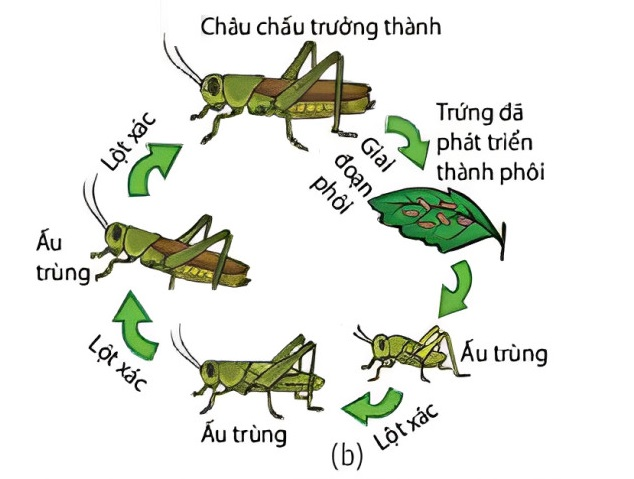 Châu chấu trưởng thành
Trứng đã
phát triển
thành phôi
Giai
đoạn
phôi
Lột xác
Ấu
trùng
Lột xác
Ấu trùng
Ấu trùng
Lột xác
(b)